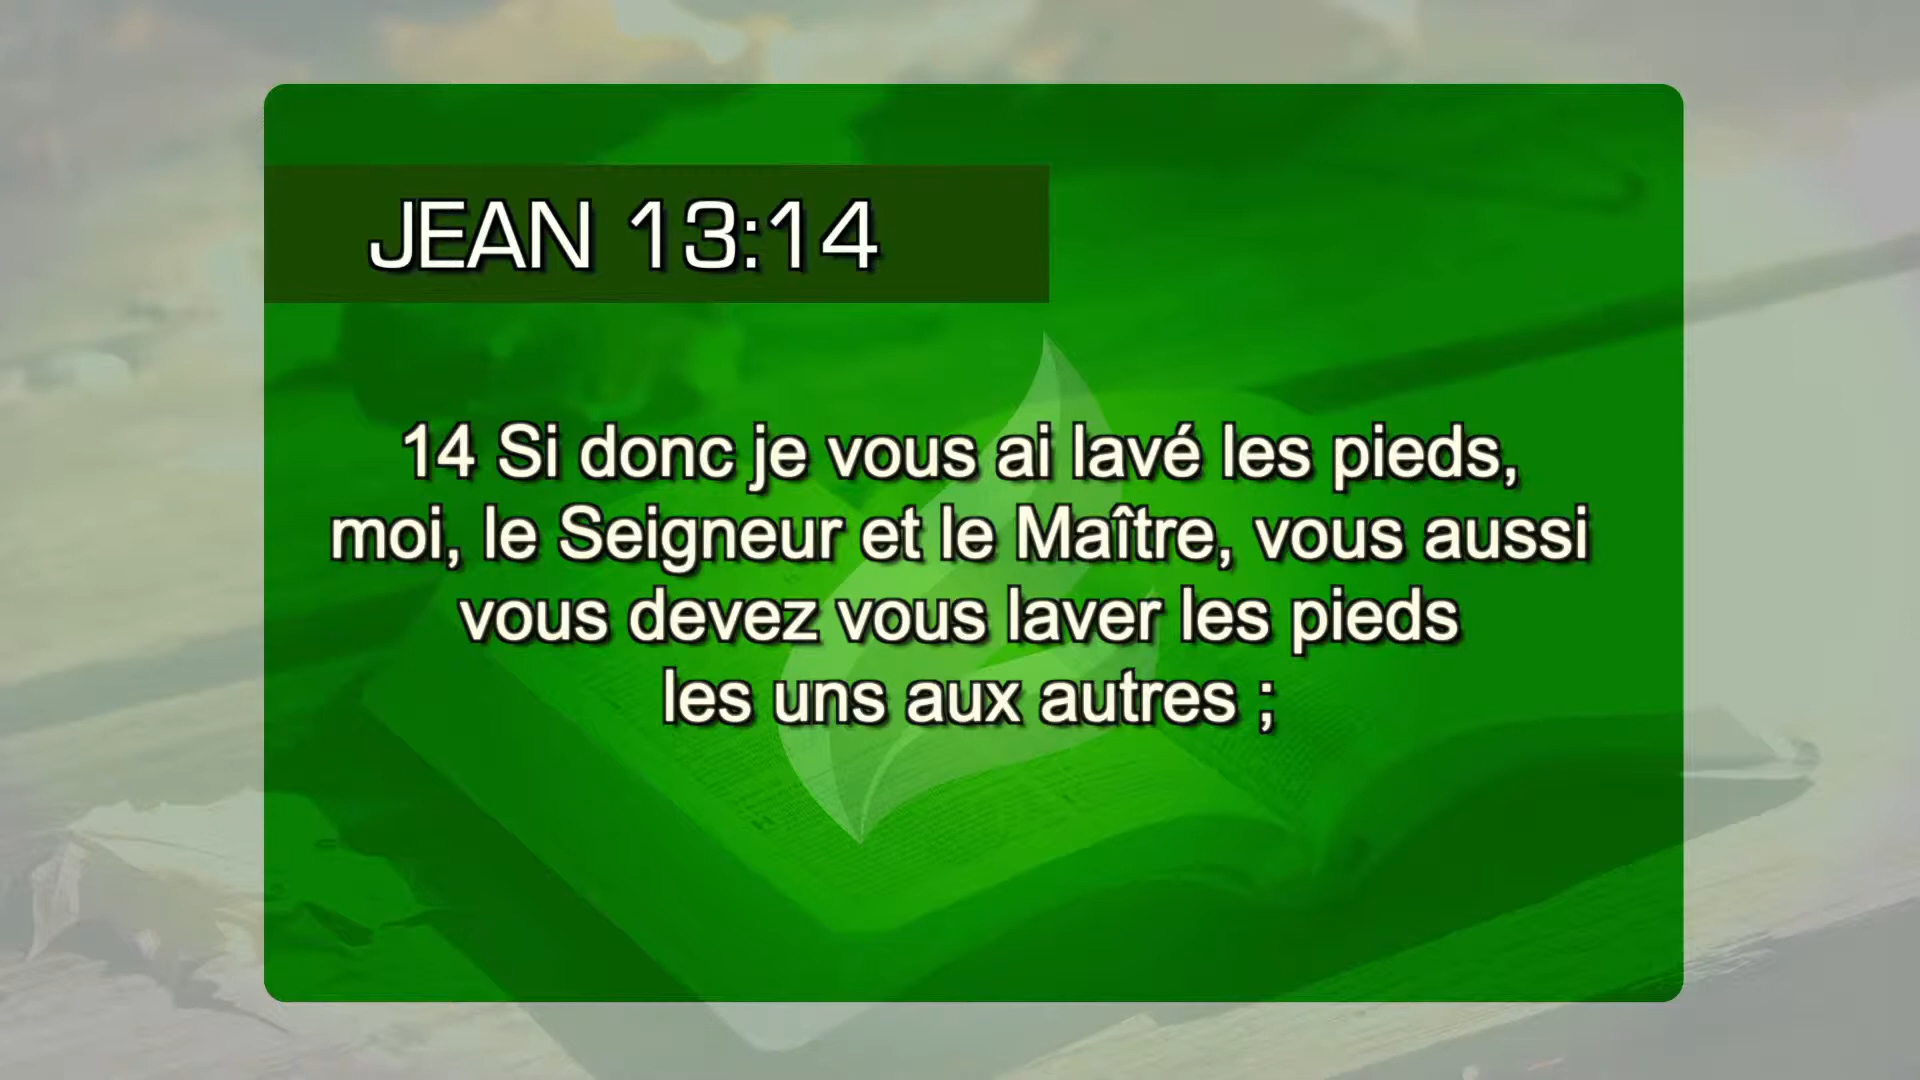 JEAN 13:14
14 Si donc je vous ai lavé les pieds,
moi, le Seigneur et le Maître, vous aussi
vous devez vous laver les pieds
les uns aux autres ;